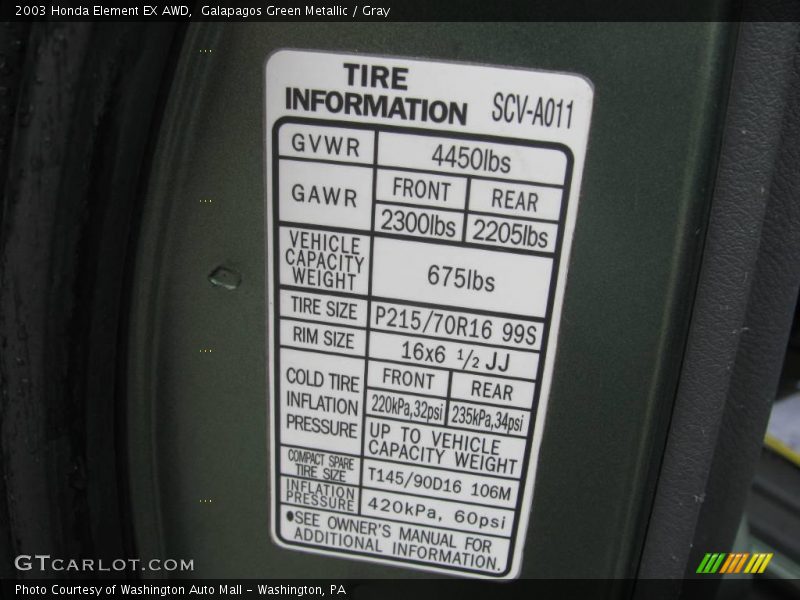 2003 Honda Element EX AWD,  Galapagos Green Metallic / Gray
TIRE
INFORMATION
SCV-A011
GVWR
4450lbs
GAWR
FRONT
REAR
2300lbs
2205lbs
VEHICLE
CAPACITY
WEIGHT
675lbs
TIRE SIZE
P215/70R16 99S
RIM SIZE
16x6 1/2 JJ
COLD TIRE
INFLATION
PRESSURE
FRONT
REAR
220kPa,32psi
235kPa,34psi
UP TO VEHICLE
CAPACITY WEIGHT
COMPACT SPARE
TIRE SIZE
T145/90D16 106M
INFLATION
PRESSURE
420kPa, 60psi
•SEE OWNER'S MANUAL FOR
ADDITIONAL INFORMATION.
GTCARLOT.COM
Photo Courtesy of Washington Auto Mall - Washington, PA